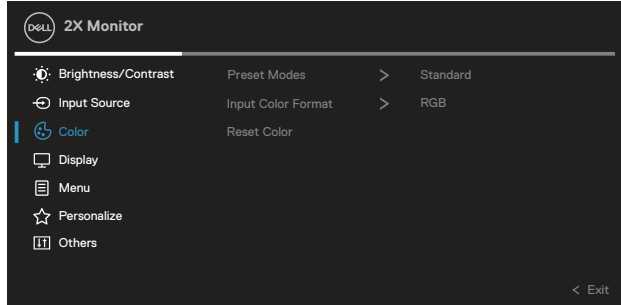 DELL 2X Monitor
Brightness/Contrast Preset Modes > Standard
Input Source Input Color Format > RGB
Color Reset Color
Display
Menu
Personalize
Others
< Exit